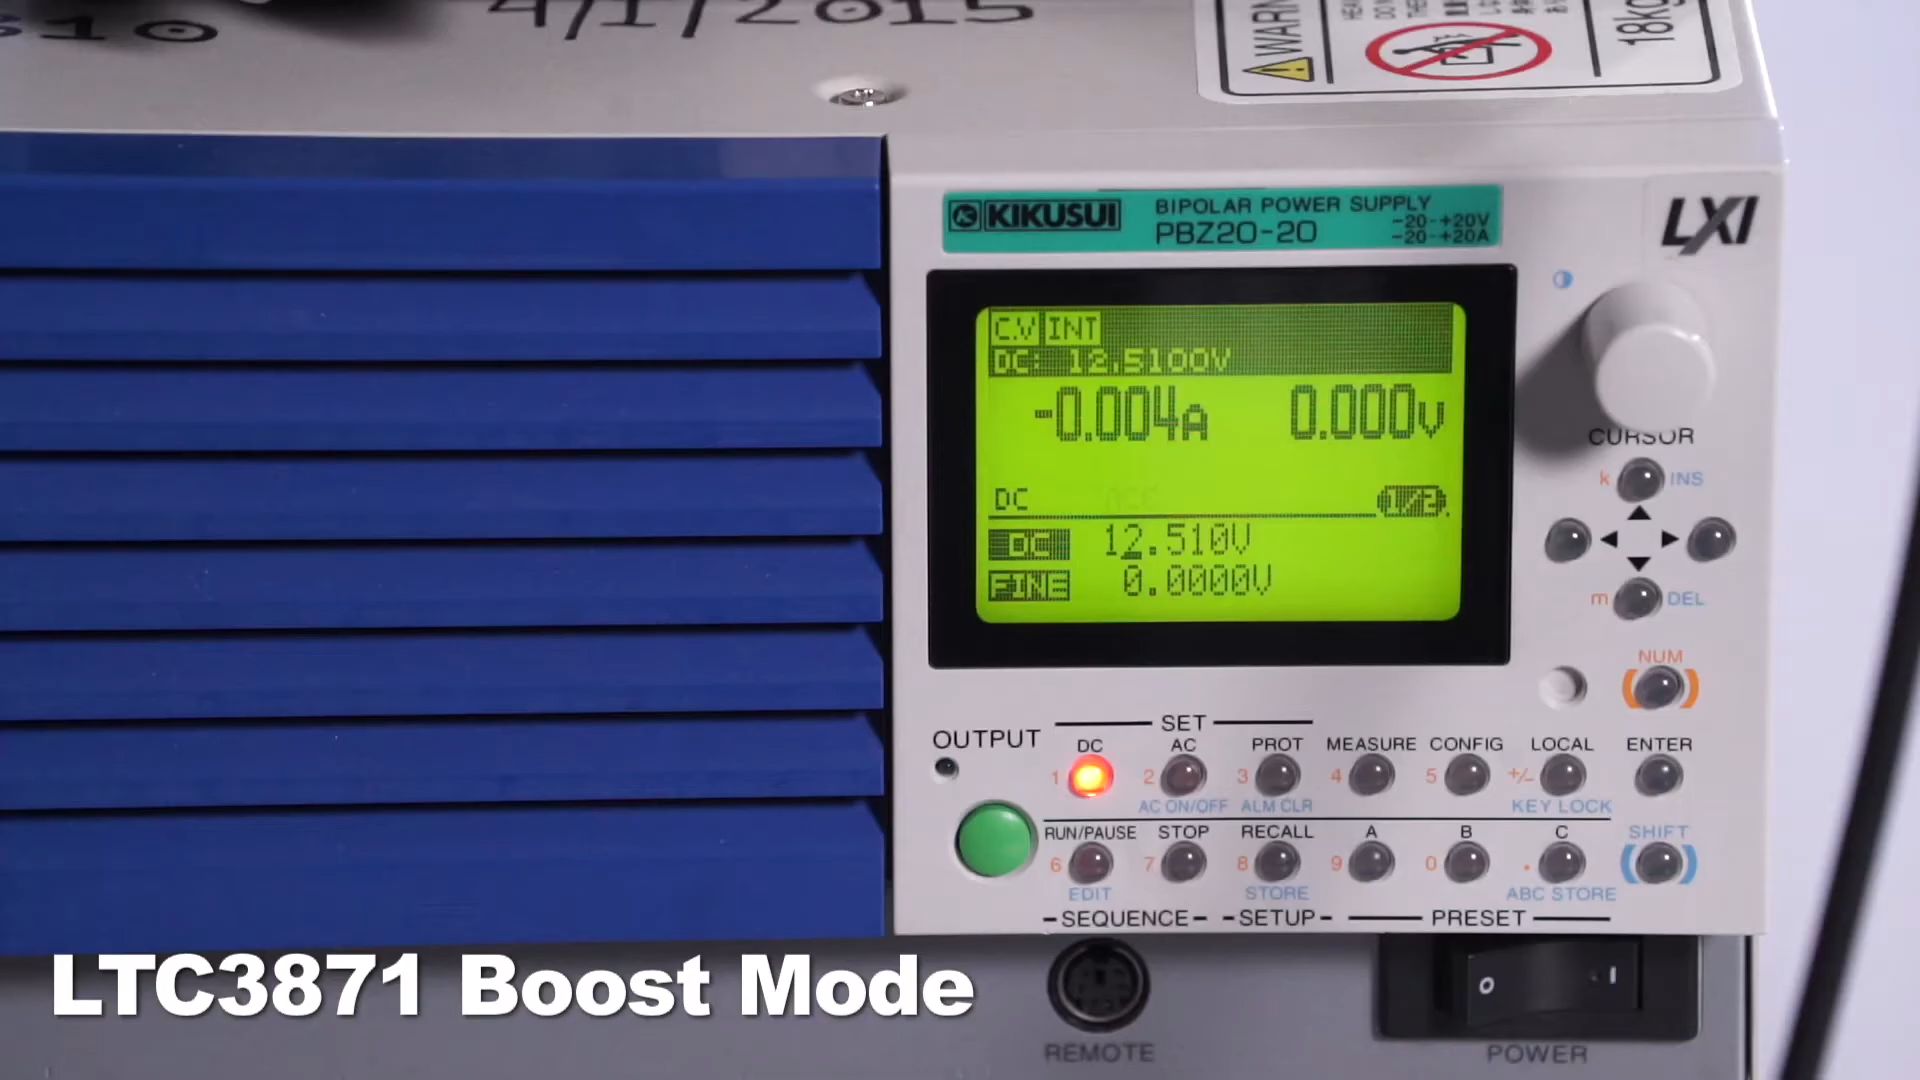 4/1/2015
WARN
18kg
KIKUSUI
BIPOLAR POWER SUPPLY
PBZ20-20
-20-+20V
-20-+20A
LXI
C.V INT
DC: 12.5100V
-0.004A 0.000V
DC
1/2
DC 12.510V
FINE 0.0000V
CURSOR
k INS
m DEL
NUM
OUTPUT
SET
DC AC PROT MEASURE CONFIG LOCAL ENTER
1 2 3 4 5 +/-
AC ON/OFF ALM CLR KEY LOCK
RUN/PAUSE STOP RECALL A B C SHIFT
6 7 8 9 0 .
EDIT STORE ABC STORE
SEQUENCE SETUP PRESET
LTC3871 Boost Mode
REMOTE
POWER